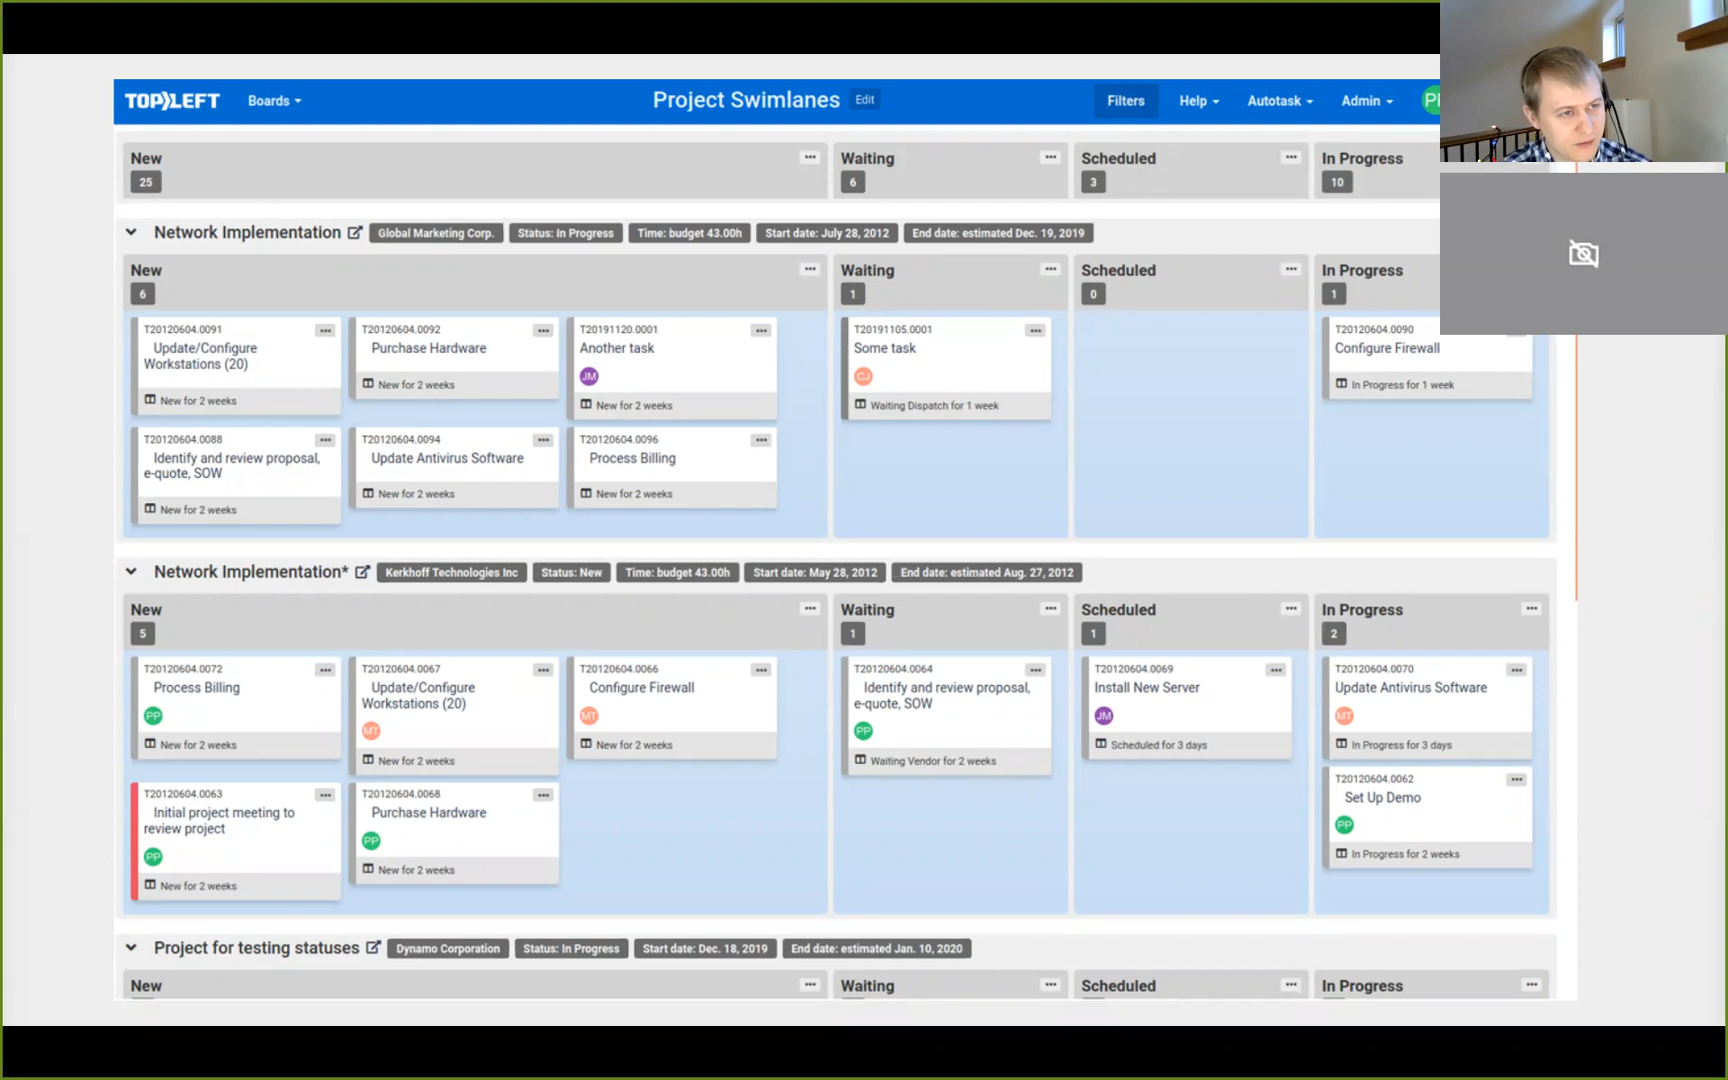 TOP LEFT Boards Project Swimlanes Edit Filters Help Autotask Admin
New ... Waiting ... Scheduled ... In Progress
25 6 3 10
Network Implementation Global Marketing Corp. Status: In Progress Time: budget 43.00h Start date: July 28, 2012 End date: estimated Dec. 19, 2019
New ... Waiting ... Scheduled ... In Progress
6 1 0 1
T20120604.0091 ...
Update/Configure
Workstations (20)
New for 2 weeks
T20120604.0092 ...
Purchase Hardware
New for 2 weeks
T20191120.0001 ...
Another task
JM
New for 2 weeks
T20191105.0001 ...
Some task
CJ
Waiting Dispatch for 1 week
T20120604.0090
Configure Firewall
In Progress for 1 week
T20120604.0088 ...
Identify and review proposal,
e-quote, SOW
New for 2 weeks
T20120604.0094 ...
Update Antivirus Software
New for 2 weeks
T20120604.0096 ...
Process Billing
New for 2 weeks
Network Implementation* Kerkhoff Technologies Inc Status: New Time: budget 43.00h Start date: May 28, 2012 End date: estimated Aug. 27, 2012
New ... Waiting ... Scheduled ... In Progress ...
5 1 1 2
T20120604.0072 ...
Process Billing
PP
New for 2 weeks
T20120604.0067 ...
Update/Configure
Workstations (20)
MT
New for 2 weeks
T20120604.0066 ...
Configure Firewall
MT
New for 2 weeks
T20120604.0064 ...
Identify and review proposal,
e-quote, SOW
PP
Waiting Vendor for 2 weeks
T20120604.0069 ...
Install New Server
JM
Scheduled for 3 days
T20120604.0070 ...
Update Antivirus Software
MT
In Progress for 3 days
T20120604.0062 ...
Set Up Demo
PP
In Progress for 2 weeks
T20120604.0063 ...
Initial project meeting to
review project
PP
New for 2 weeks
T20120604.0068 ...
Purchase Hardware
PP
New for 2 weeks
Project for testing statuses Dynamo Corporation Status: In Progress Start date: Dec. 18, 2019 End date: estimated Jan. 10, 2020
New ... Waiting ... Scheduled ... In Progress ...